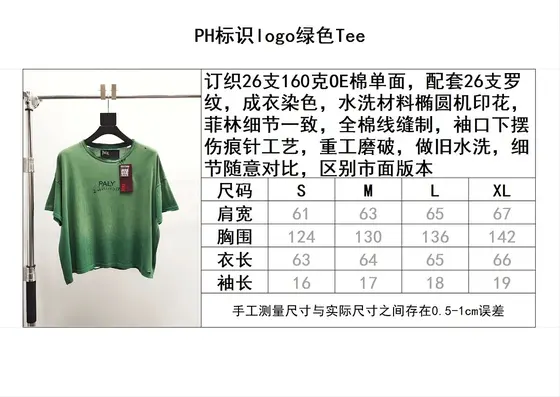 PH标识logo绿色Tee
订织26支160克OE棉单面，配套26支罗
纹，成衣染色，水洗材料椭圆机印花，
菲林细节一致，全棉线缝制，袖口下摆
伤痕针工艺，重工磨破，做旧水洗，细
节随意对比，区别市面版本
尺码 S M L XL
肩宽 61 63 65 67
胸围 124 130 136 142
衣长 63 64 65 66
袖长 16 17 18 19
手工测量尺寸与实际尺寸之间存在0.5-1cm误差
PALY